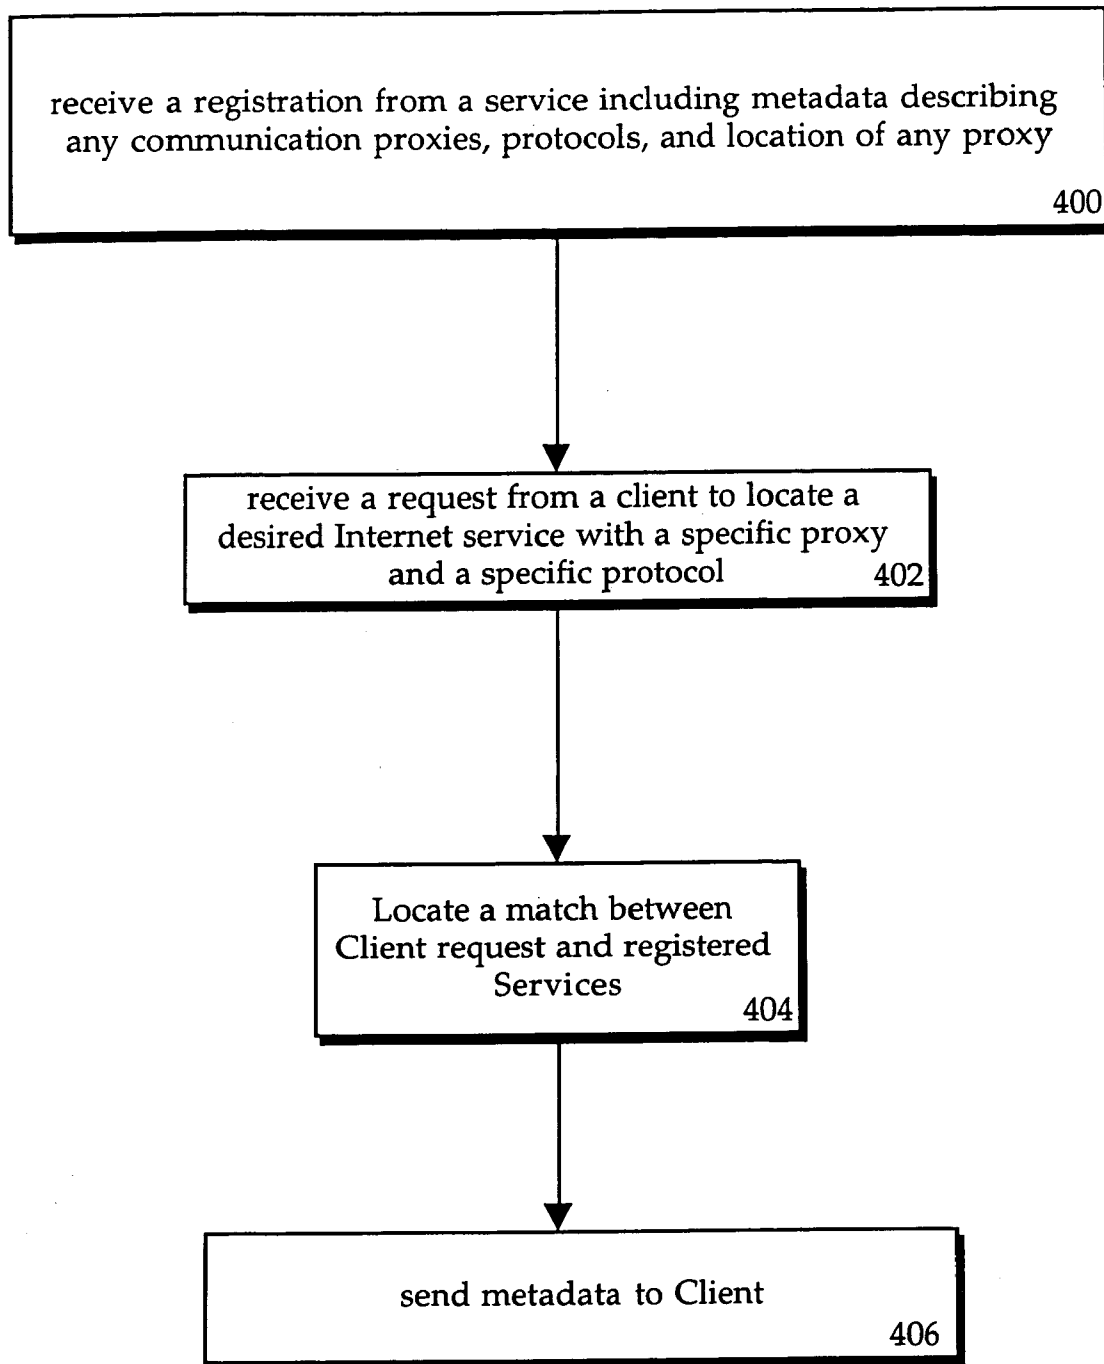 receive a registration from a service including metadata describing
any communication proxies, protocols, and location of any proxy
400
receive a request from a client to locate a
desired Internet service with a specific proxy
and a specific protocol 402
Locate a match between
Client request and registered
Services
404
send metadata to Client
406